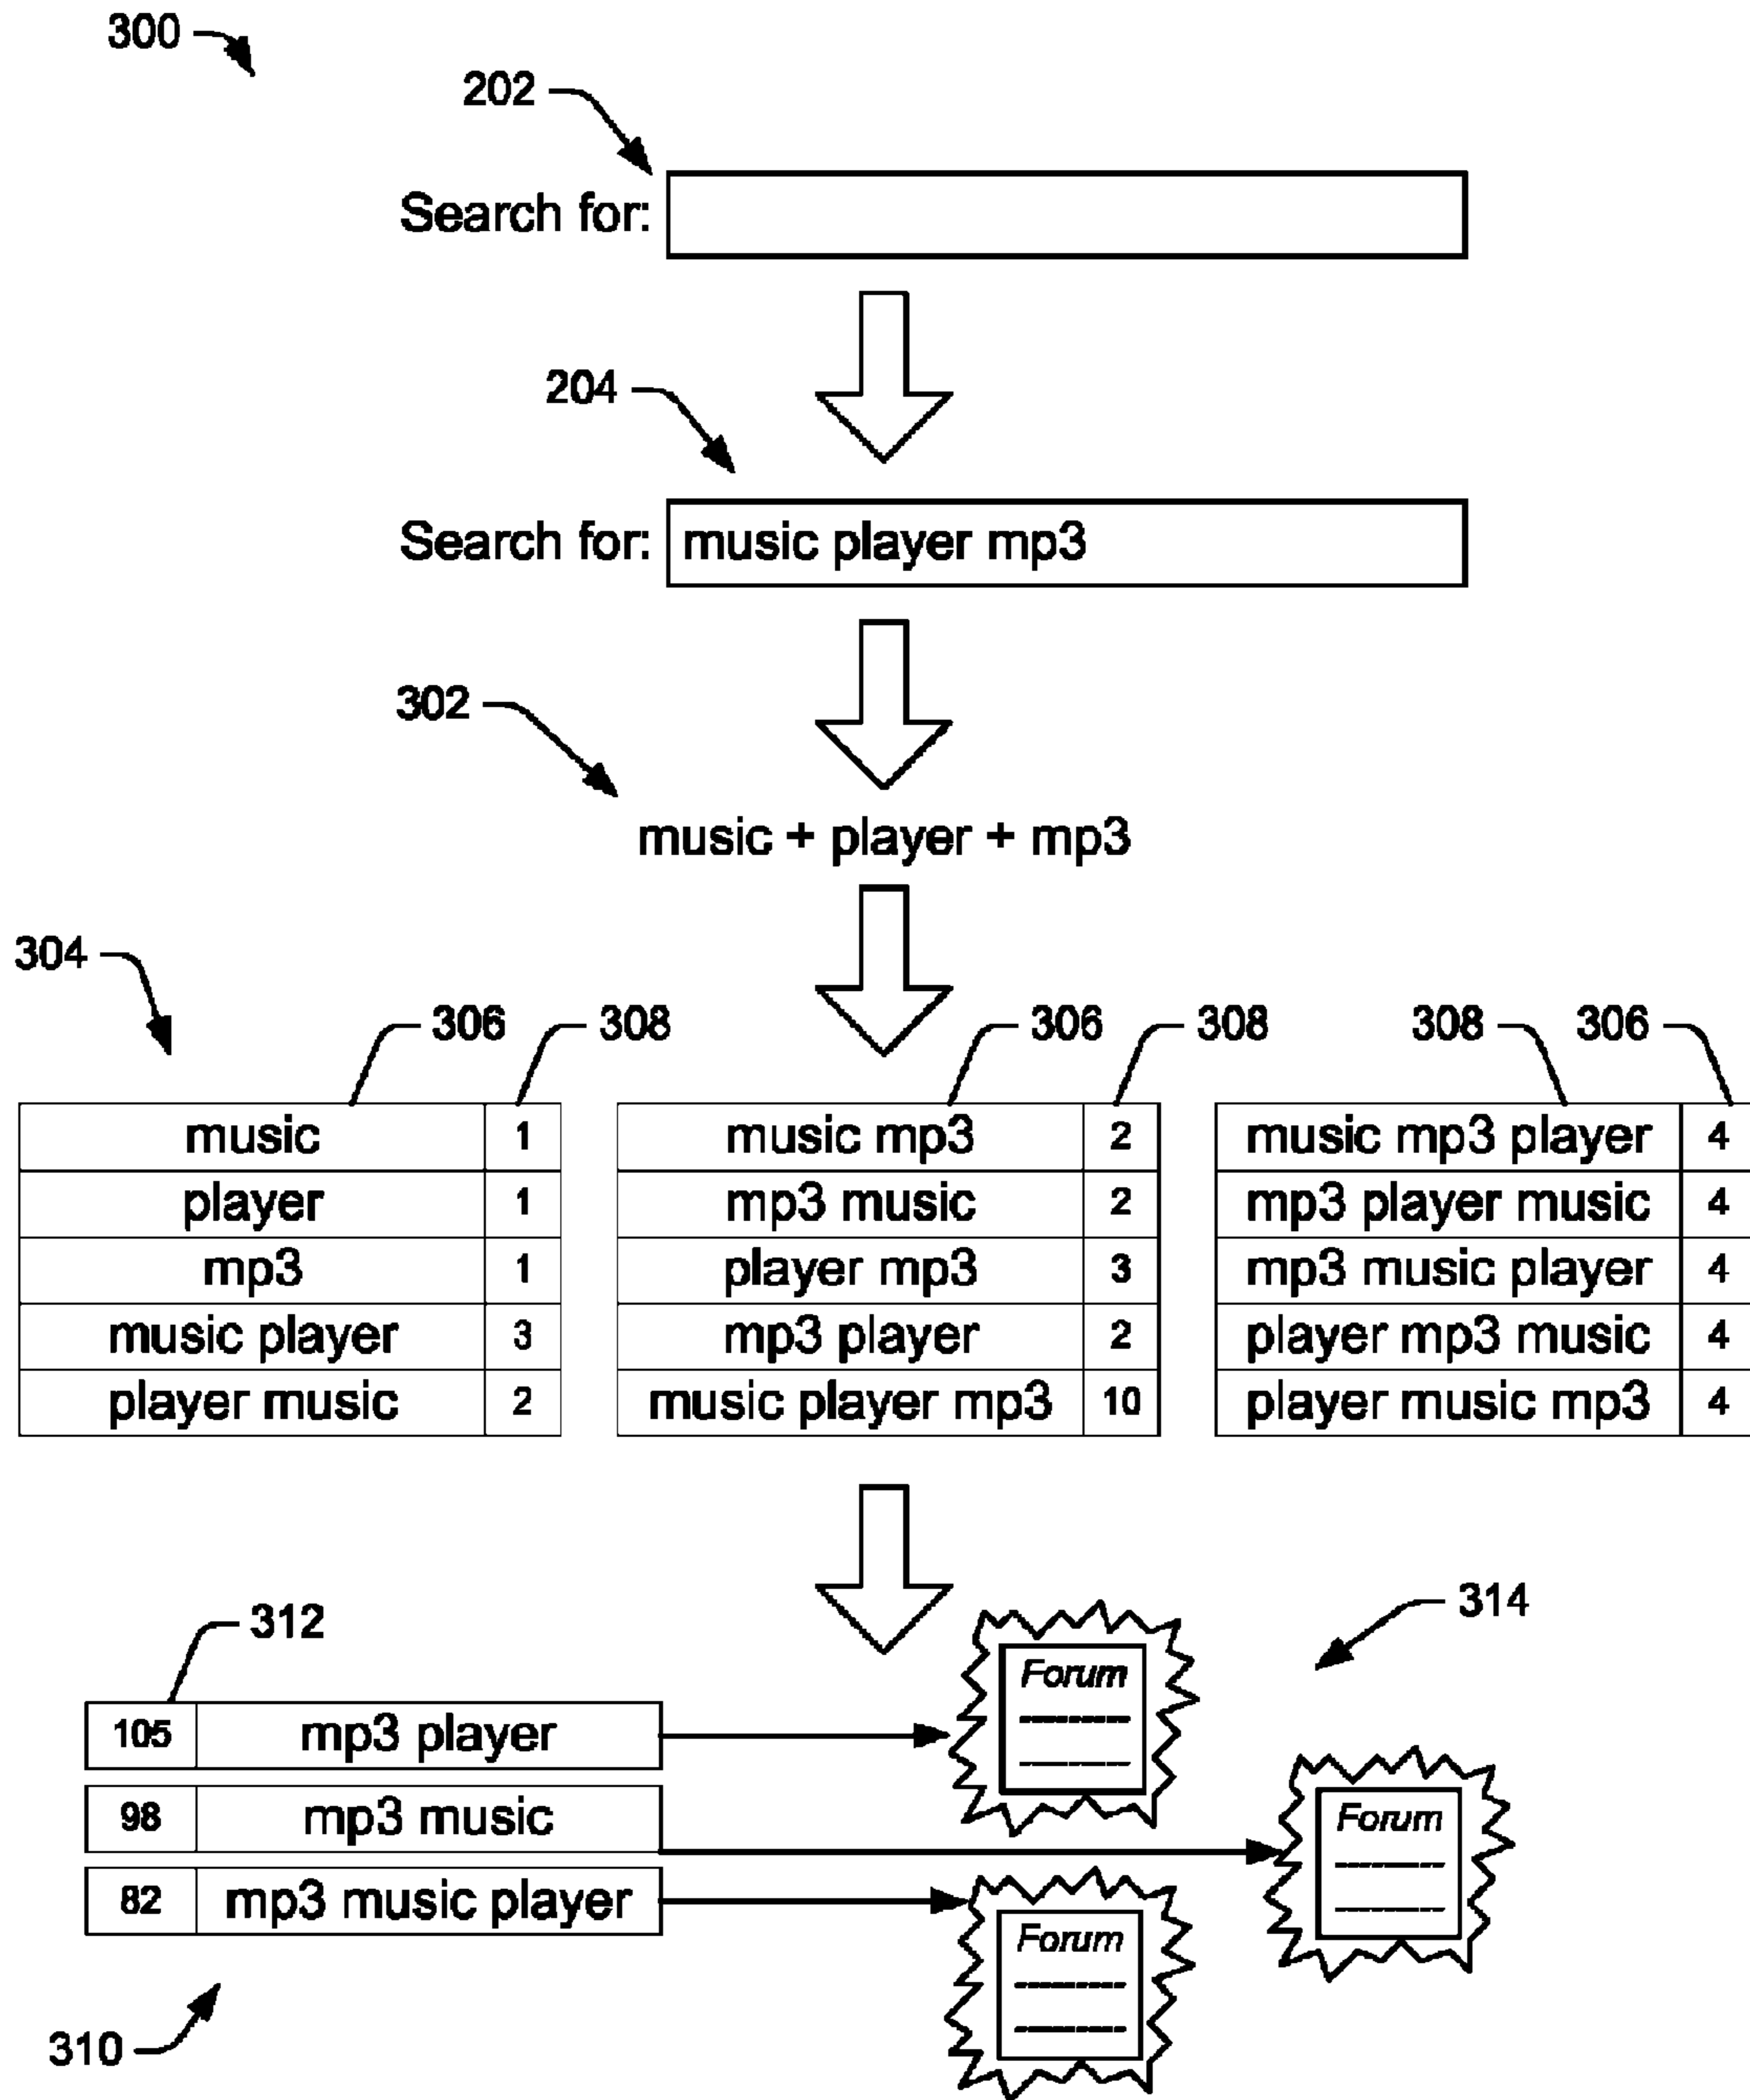 300
202
Search for:
204
Search for: music player mp3
302
music + player + mp3
304
306 308 306 308 308 306
music 1 music mp3 2 music mp3 player 4
player 1 mp3 music 2 mp3 player music 4
mp3 1 player mp3 3 mp3 music player 4
music player 3 mp3 player 2 player mp3 music 4
player music 2 music player mp3 10 player music mp3 4
312
314
Forum
105 mp3 player
98 mp3 music
Forum
82 mp3 music player
Forum
310